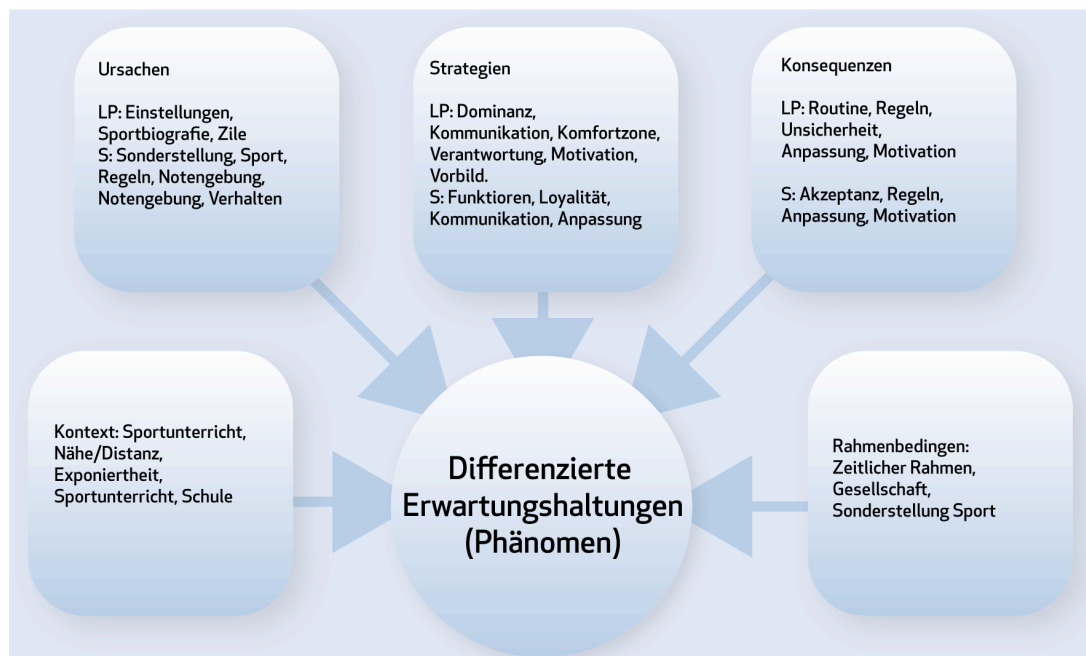 Ursachen
LP: Einstellungen,
Sportbiografie, Zile
S: Sonderstellung, Sport,
Regeln, Notengebung,
Notengebung, Verhalten
Strategien
LP: Dominanz,
Kommunikation, Komfortzone,
Verantwortung, Motivation,
Vorbild.
S: Funktioren, Loyalität,
Kommunikation, Anpassung
Konsequenzen
LP: Routine, Regeln,
Unsicherheit,
Anpassung, Motivation
S: Akzeptanz, Regeln,
Anpassung, Motivation
Kontext: Sportunterricht,
Nähe/Distanz,
Exponiertheit,
Sportunterricht, Schule
Differenzierte
Erwartungshaltungen
(Phänomen)
Rahmenbedingen:
Zeitlicher Rahmen,
Gesellschaft,
Sonderstellung Sport